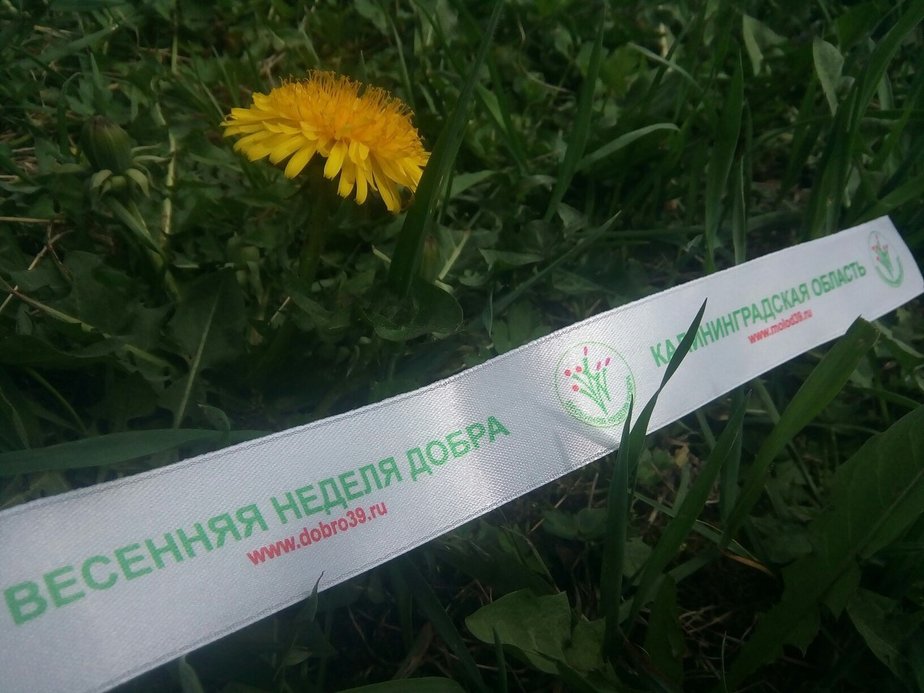 ВЕСЕННЯЯ НЕДЕЛЯ ДОБРА
www.dobro39.ru
КАЛИНИНГРАДСКАЯ ОБЛАСТЬ
www.molod39.ru